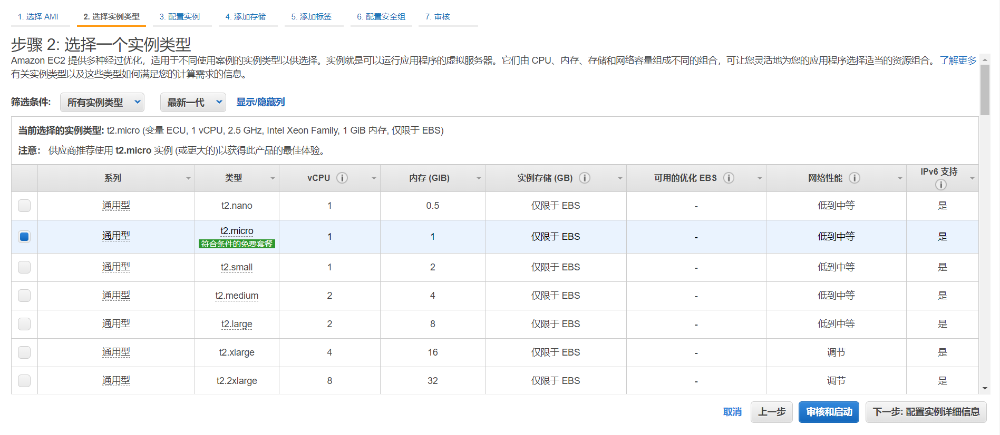 1. 选择 AMI 2. 选择实例类型 3. 配置实例 4. 添加存储 5. 添加标签 6. 配置安全组 7. 审核
步骤 2: 选择一个实例类型
Amazon EC2 提供多种经过优化，适用于不同使用案例的实例类型以供选择。实例就是可以运行应用程序的虚拟服务器。它们由 CPU、内存、存储和网络容量组成不同的组合，可让您灵活地为您的应用程序选择适当的资源组合。 了解更多
有关实例类型以及这些类型如何满足您的计算需求的信息。
筛选条件: 所有实例类型 最新一代 显示/隐藏列
当前选择的实例类型: t2.micro (变量 ECU, 1 vCPU, 2.5 GHz, Intel Xeon Family, 1 GiB 内存, 仅限于 EBS)
注意： 供应商推荐使用 t2.micro 实例 (或更大的)以获得此产品的最佳体验。
系列 类型 vCPU 内存 (GiB) 实例存储 (GB) 可用的优化 EBS 网络性能 IPv6 支持
通用型 t2.nano 1 0.5 仅限于 EBS - 低到中等 是
通用型 t2.micro 符合条件的免费套餐 1 1 仅限于 EBS - 低到中等 是
通用型 t2.small 1 2 仅限于 EBS - 低到中等 是
通用型 t2.medium 2 4 仅限于 EBS - 低到中等 是
通用型 t2.large 2 8 仅限于 EBS - 低到中等 是
通用型 t2.xlarge 4 16 仅限于 EBS - 调节 是
通用型 t2.2xlarge 8 32 仅限于 EBS - 调节 是
取消 上一步 审核和启动 下一步: 配置实例详细信息